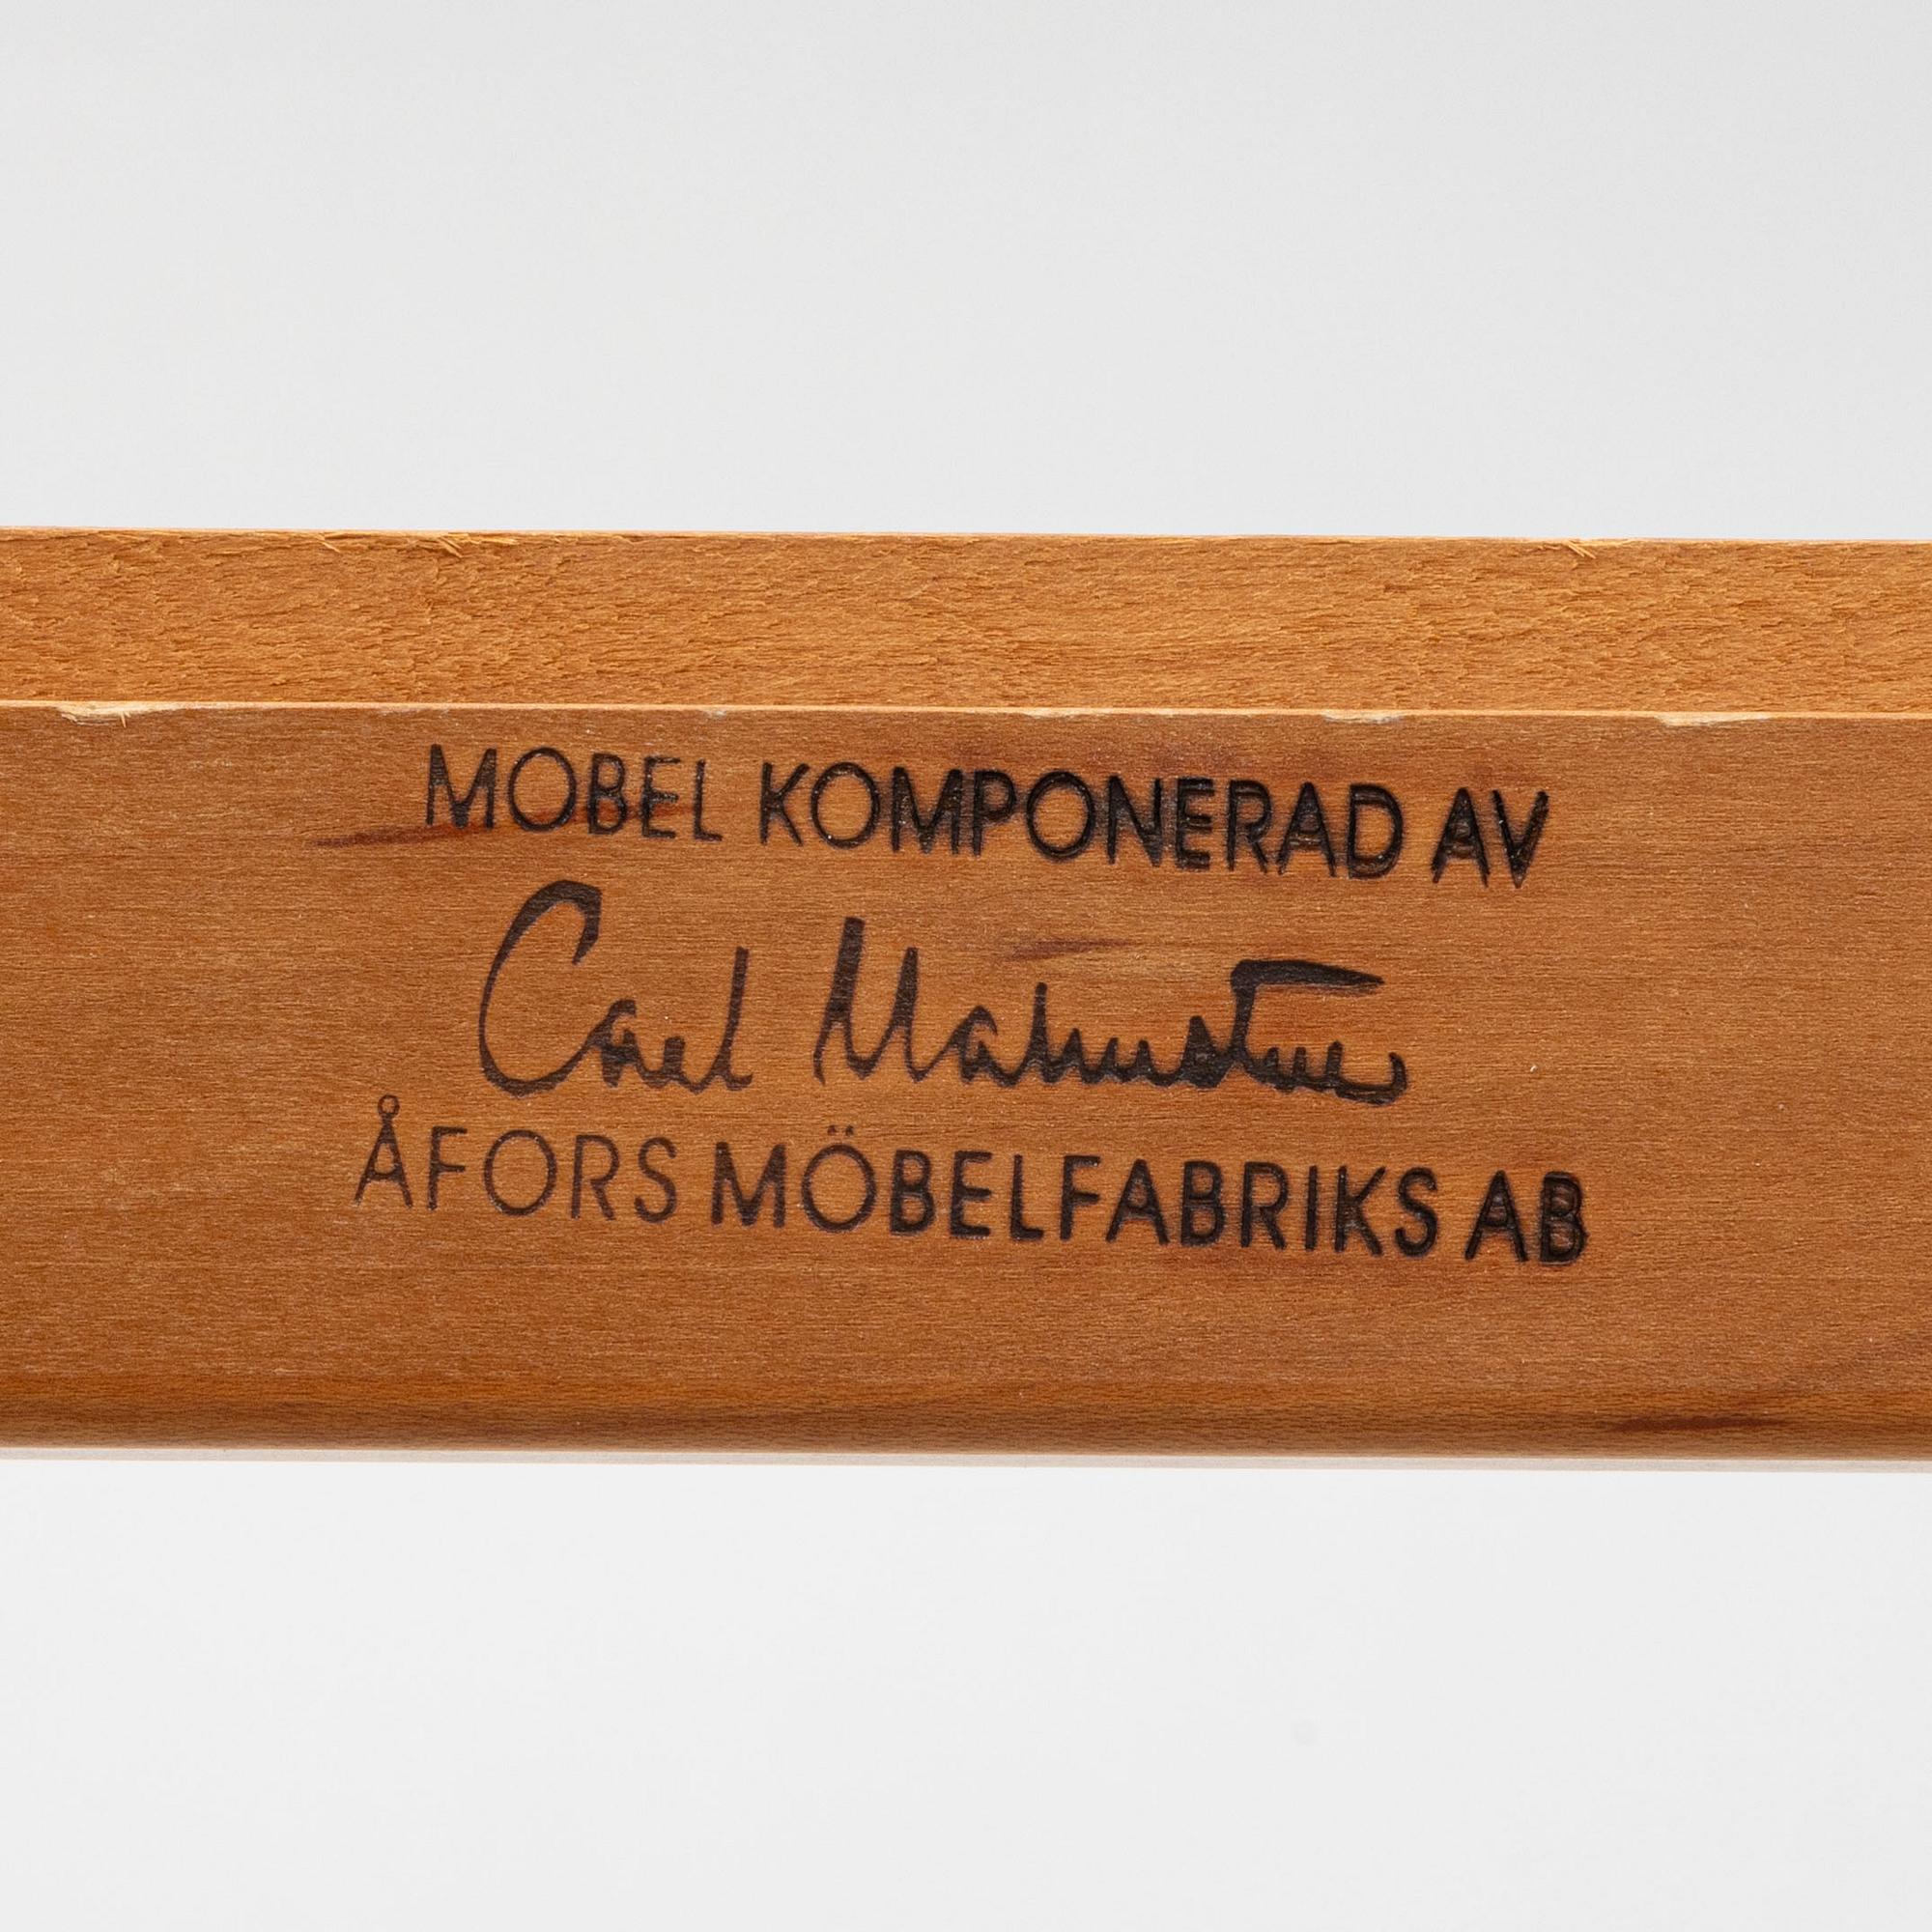 MOBEL KOMPONERAD AV
Carl Malmsten
ÅFORS MÖBELFABRIKS AB